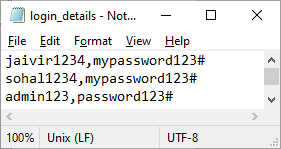 login_details - Not...
File Edit Format View Help
jaivir1234,mypassword123#
sohal1234,mypassword123#
admin123,password123#
100% Unix (LF) UTF-8